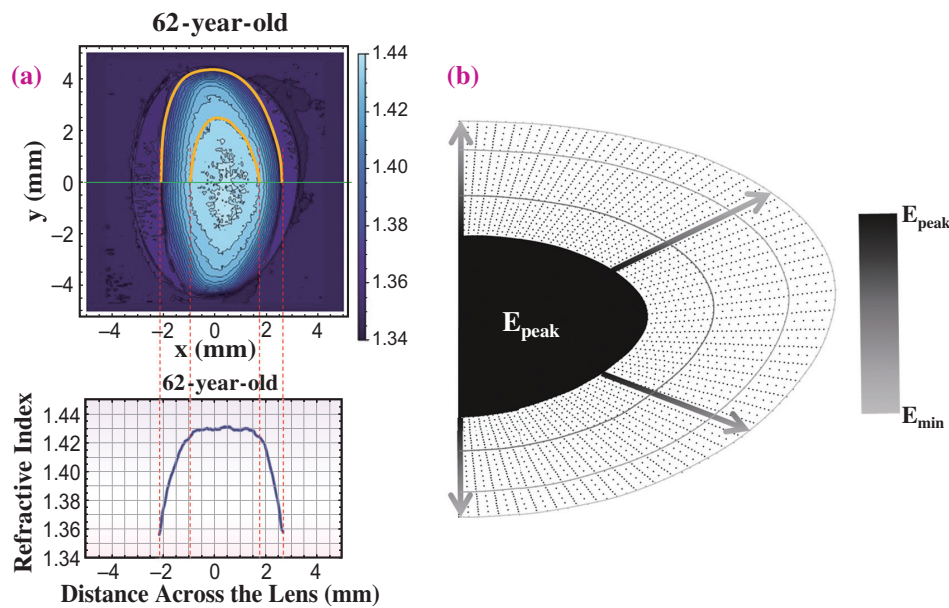 62-year-old
(a)
y (mm)
4
2
0
−2
−4
−4 −2 0 2 4
x (mm)
1.44
1.42
1.40
1.38
1.36
1.34
62-year-old
Refractive Index
1.44
1.42
1.40
1.38
1.36
1.34
−4 −2 0 2 4
Distance Across the Lens (mm)
(b)
E_peak
E_peak
E_min